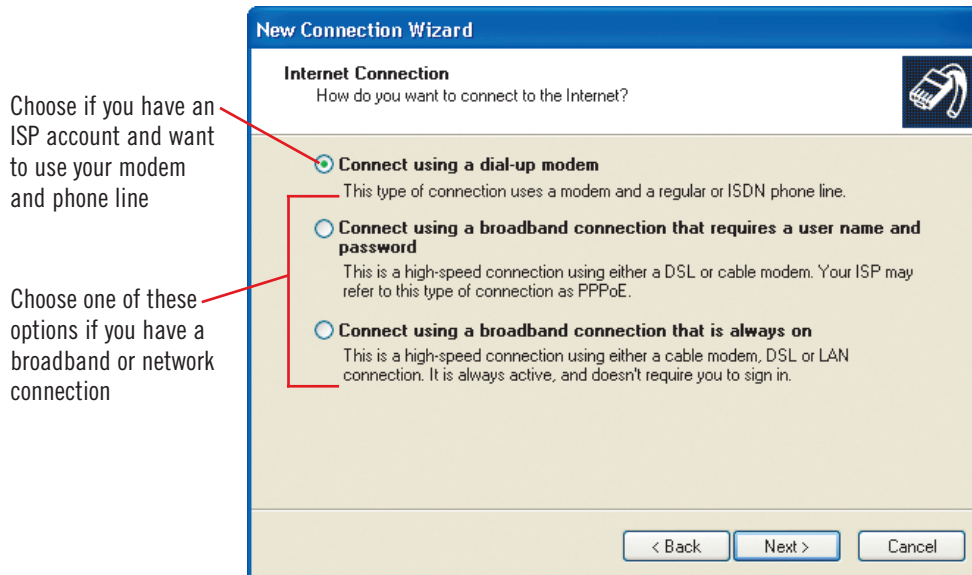 New Connection Wizard
Internet Connection
How do you want to connect to the Internet?
Choose if you have an
ISP account and want
to use your modem
and phone line
Connect using a dial-up modem
This type of connection uses a modem and a regular or ISDN phone line.
Connect using a broadband connection that requires a user name and
password
This is a high-speed connection using either a DSL or cable modem. Your ISP may
refer to this type of connection as PPPoE.
Choose one of these
options if you have a
broadband or network
connection
Connect using a broadband connection that is always on
This is a high-speed connection using either a cable modem, DSL or LAN
connection. It is always active, and doesn't require you to sign in.
< Back
Next >
Cancel